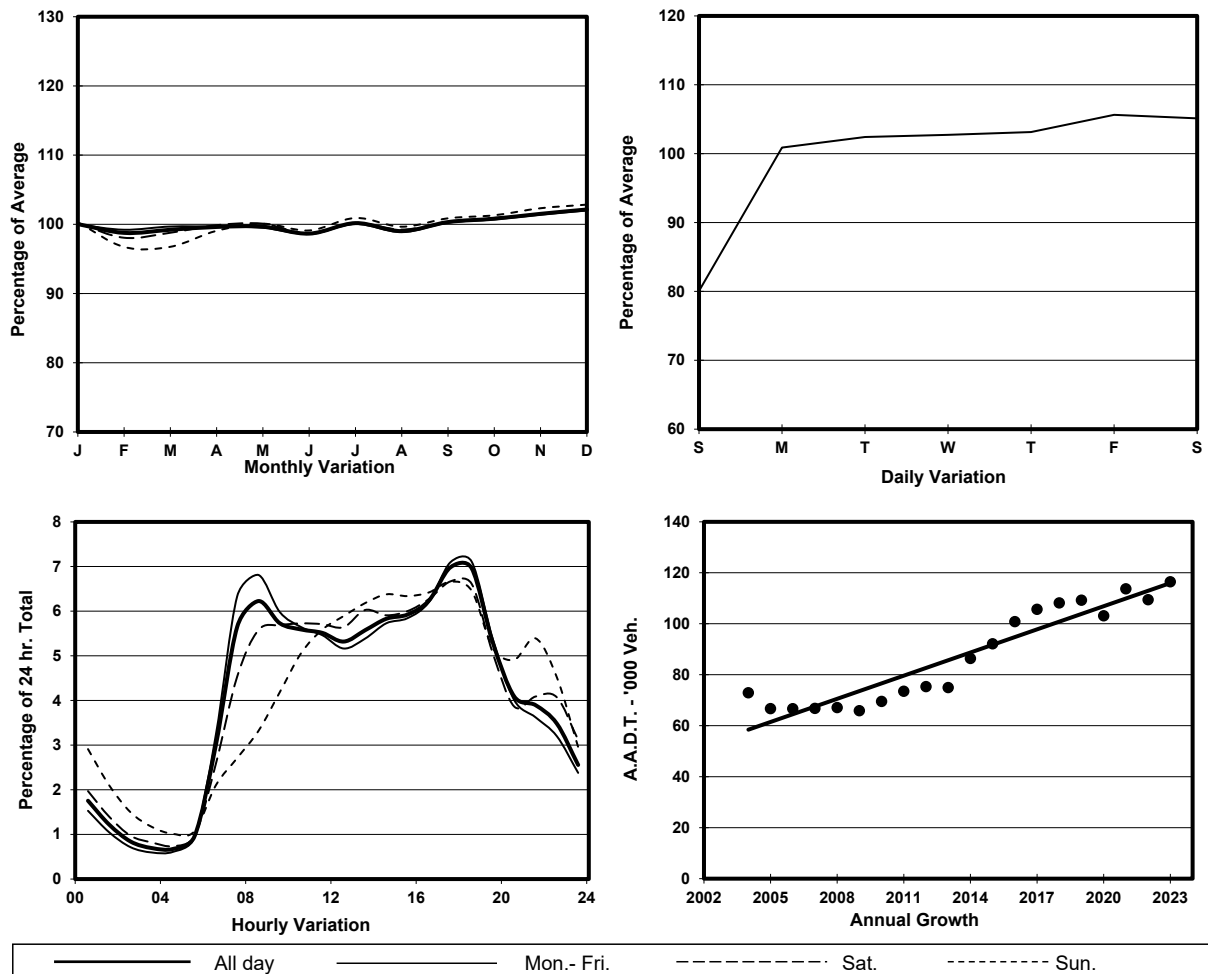 130
120
110
100
90
80
70
Percentage of Average
J F M A M J J A S O N D
Monthly Variation
120
110
100
90
80
70
60
Percentage of Average
S M T W T F S
Daily Variation
8
7
6
5
4
3
2
1
0
Percentage of 24 hr. Total
00 04 08 12 16 20 24
Hourly Variation
140
120
100
80
60
40
20
0
A.A.D.T. - '000 Veh.
2002 2005 2008 2011 2014 2017 2020 2023
Annual Growth
All day Mon.- Fri. Sat. Sun.